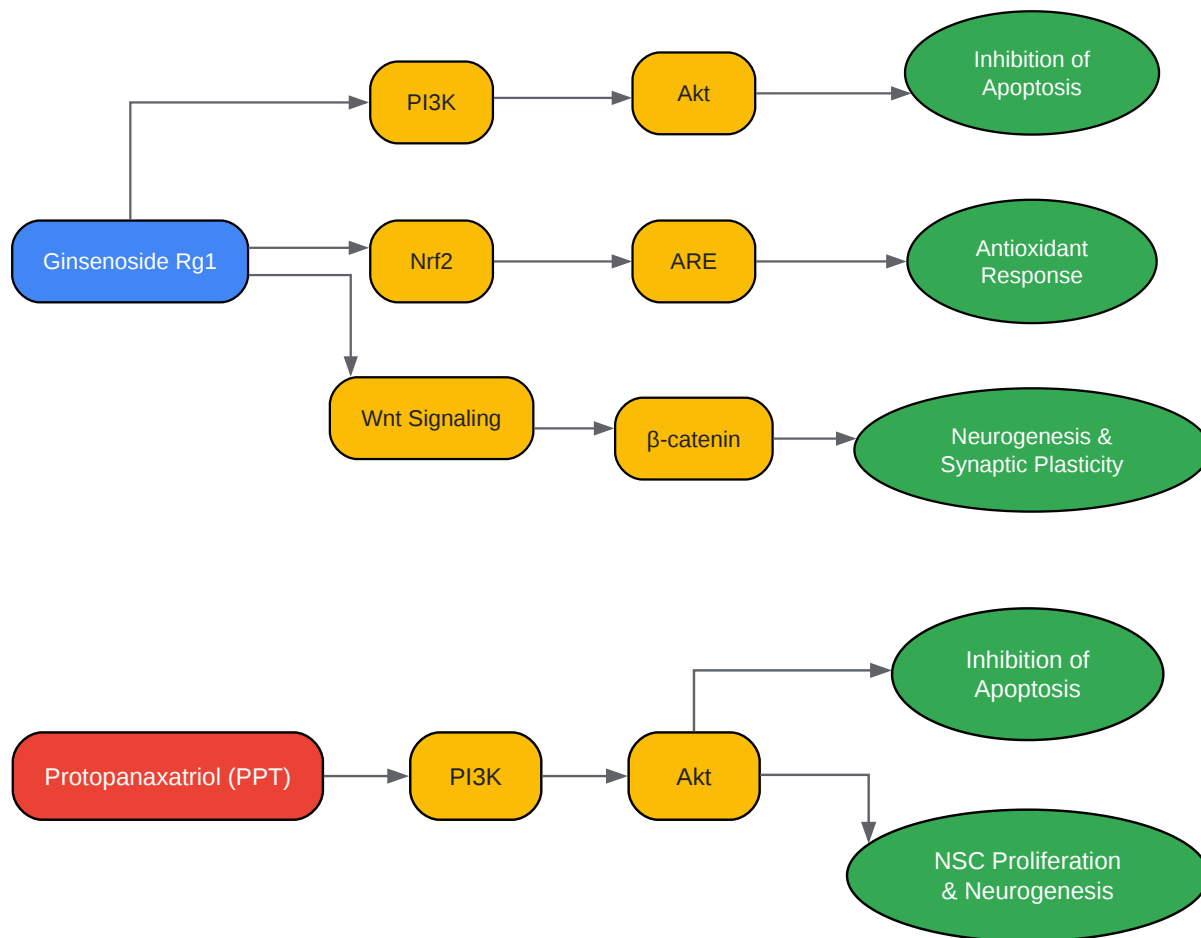 Inhibition of
Apoptosis
PI3K
Akt
Ginsenoside Rg1
Nrf2
ARE
Antioxidant
Response
Wnt Signaling
β-catenin
Neurogenesis &
Synaptic Plasticity
Inhibition of
Apoptosis
Protopanaxatriol (PPT)
PI3K
Akt
NSC Proliferation
& Neurogenesis